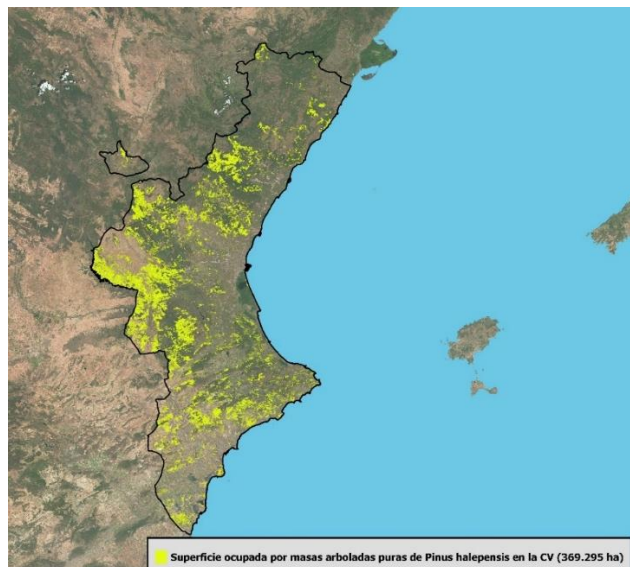 Superficie ocupada por masas arboladas puras de Pinus halepensis en la CV (369.295 ha)